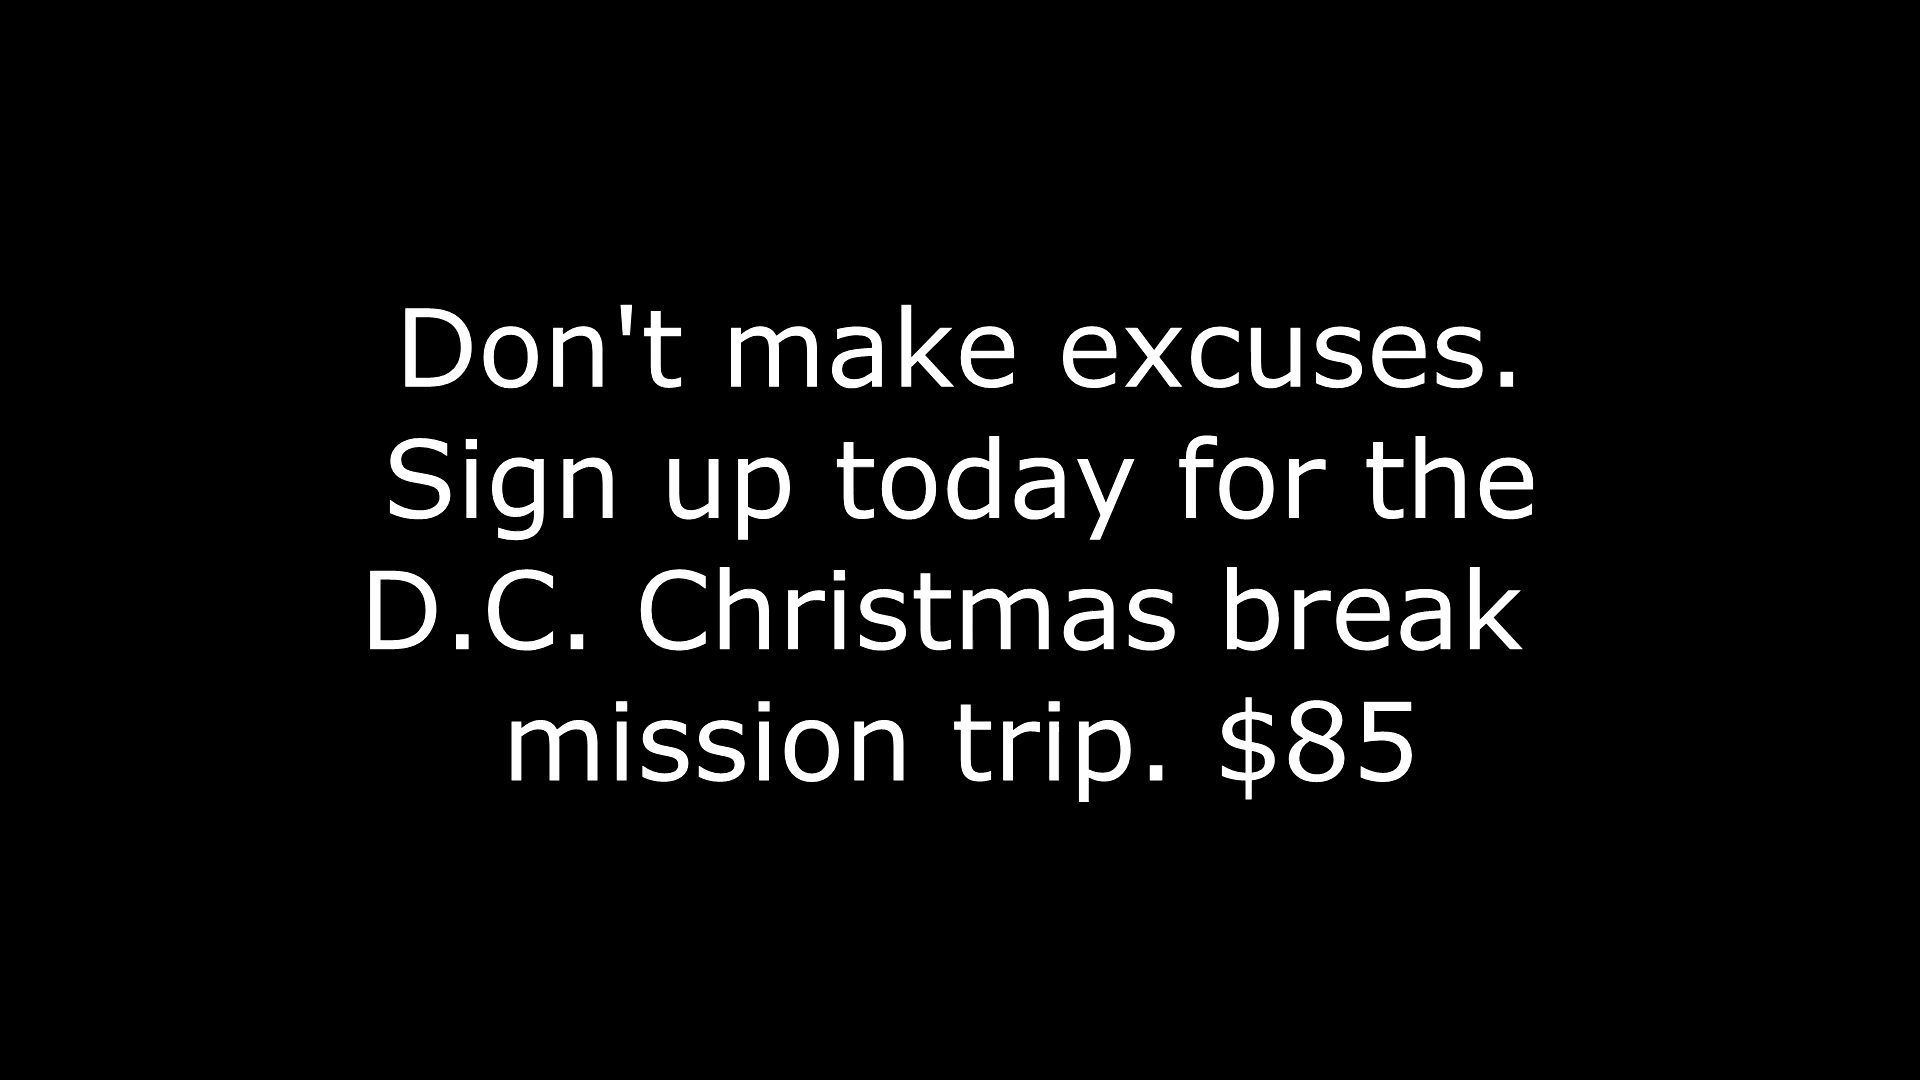 Don't make excuses.
Sign up today for the
D.C. Christmas break
mission trip. $85